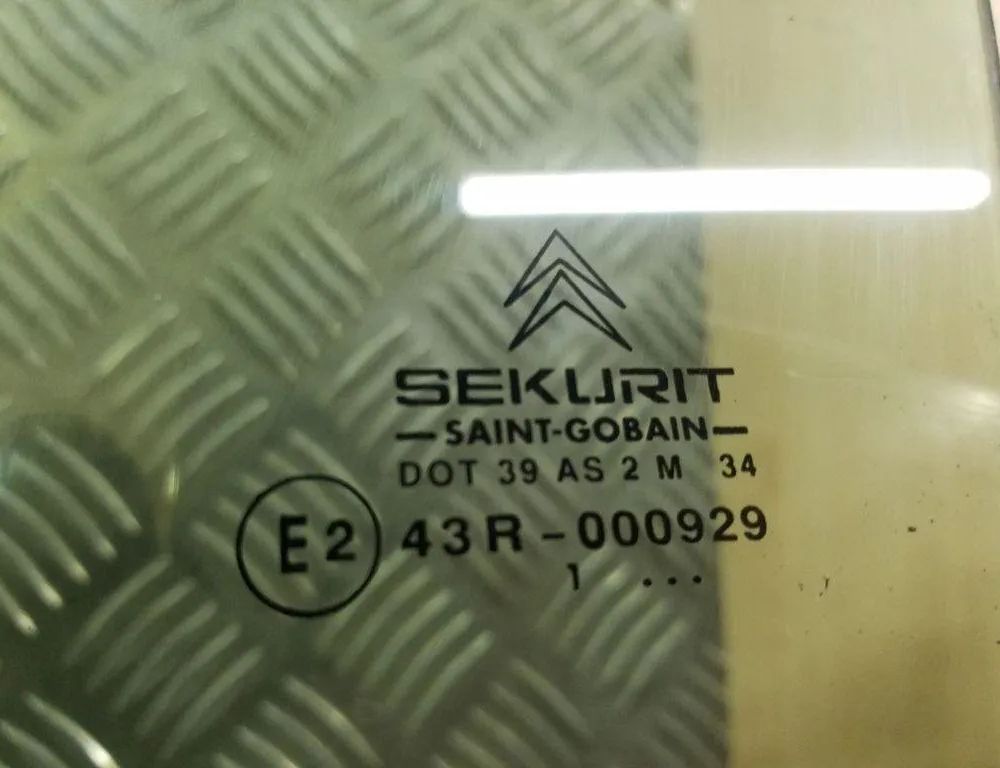 SEKURIT
—SAINT-GOBAIN—
DOT 39 AS 2 M 34
E2 43R-000929
1 ...